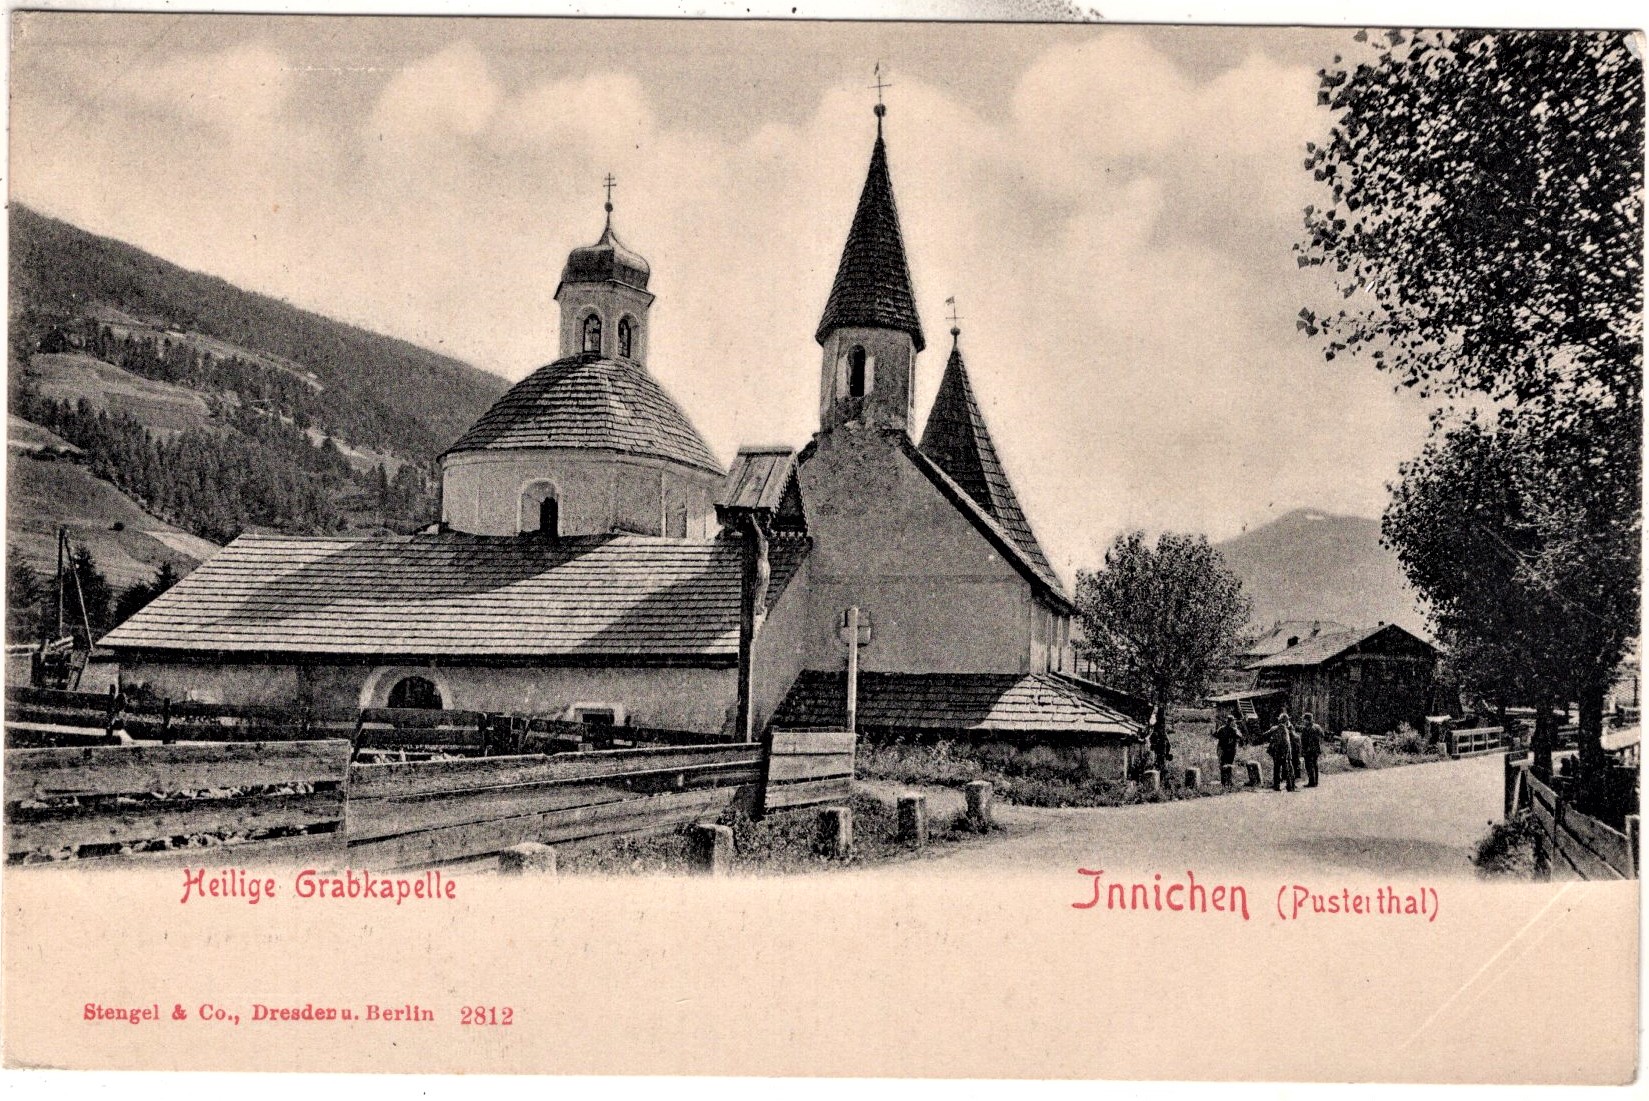 Heilige Grabkapelle
Innichen (Pusterthal)
Stengel & Co., Dresden u. Berlin 2812